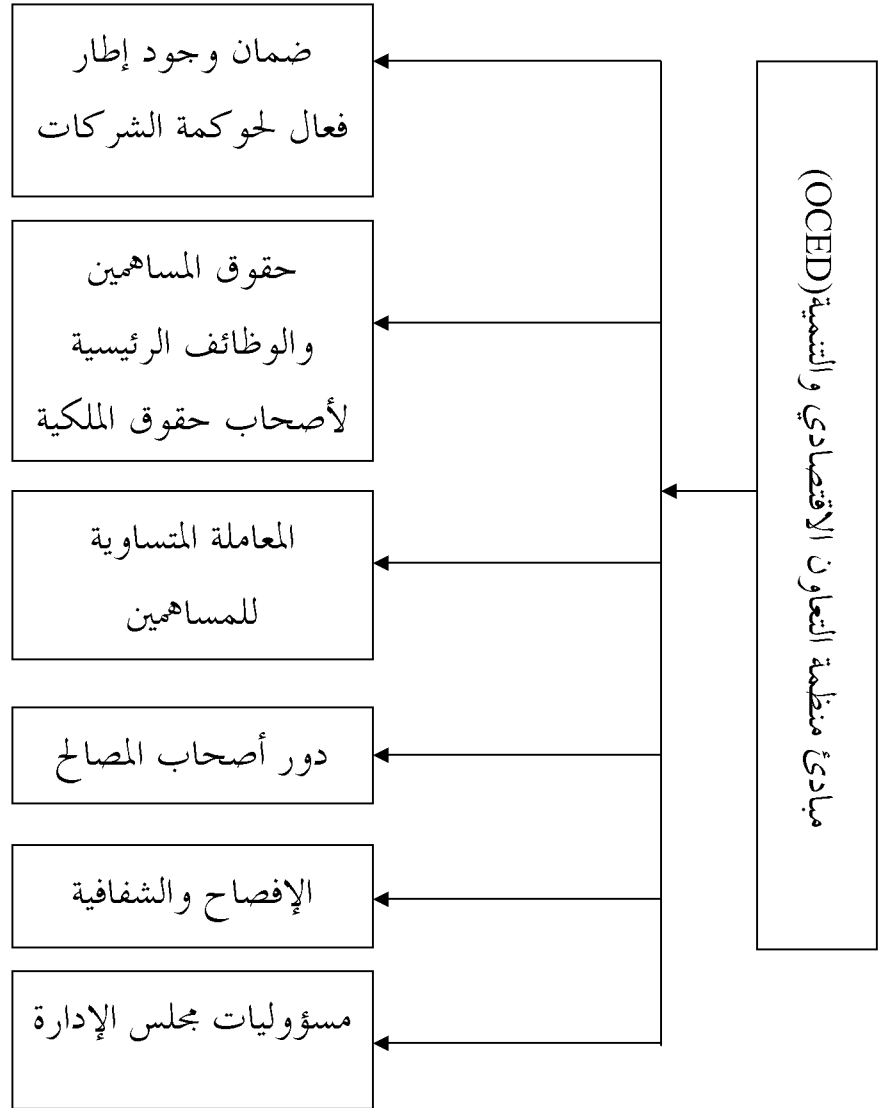 مبادئ منظمة التعاون الاقتصادي والتنمية(OCED)
ضمان وجود إطار
فعال لحوكمة الشركات
حقوق المساهمين
والوظائف الرئيسية
لأصحاب حقوق الملكية
المعاملة المتساوية
للمساهمين
دور أصحاب المصالح
الإفصاح والشفافية
مسؤوليات مجلس الإدارة